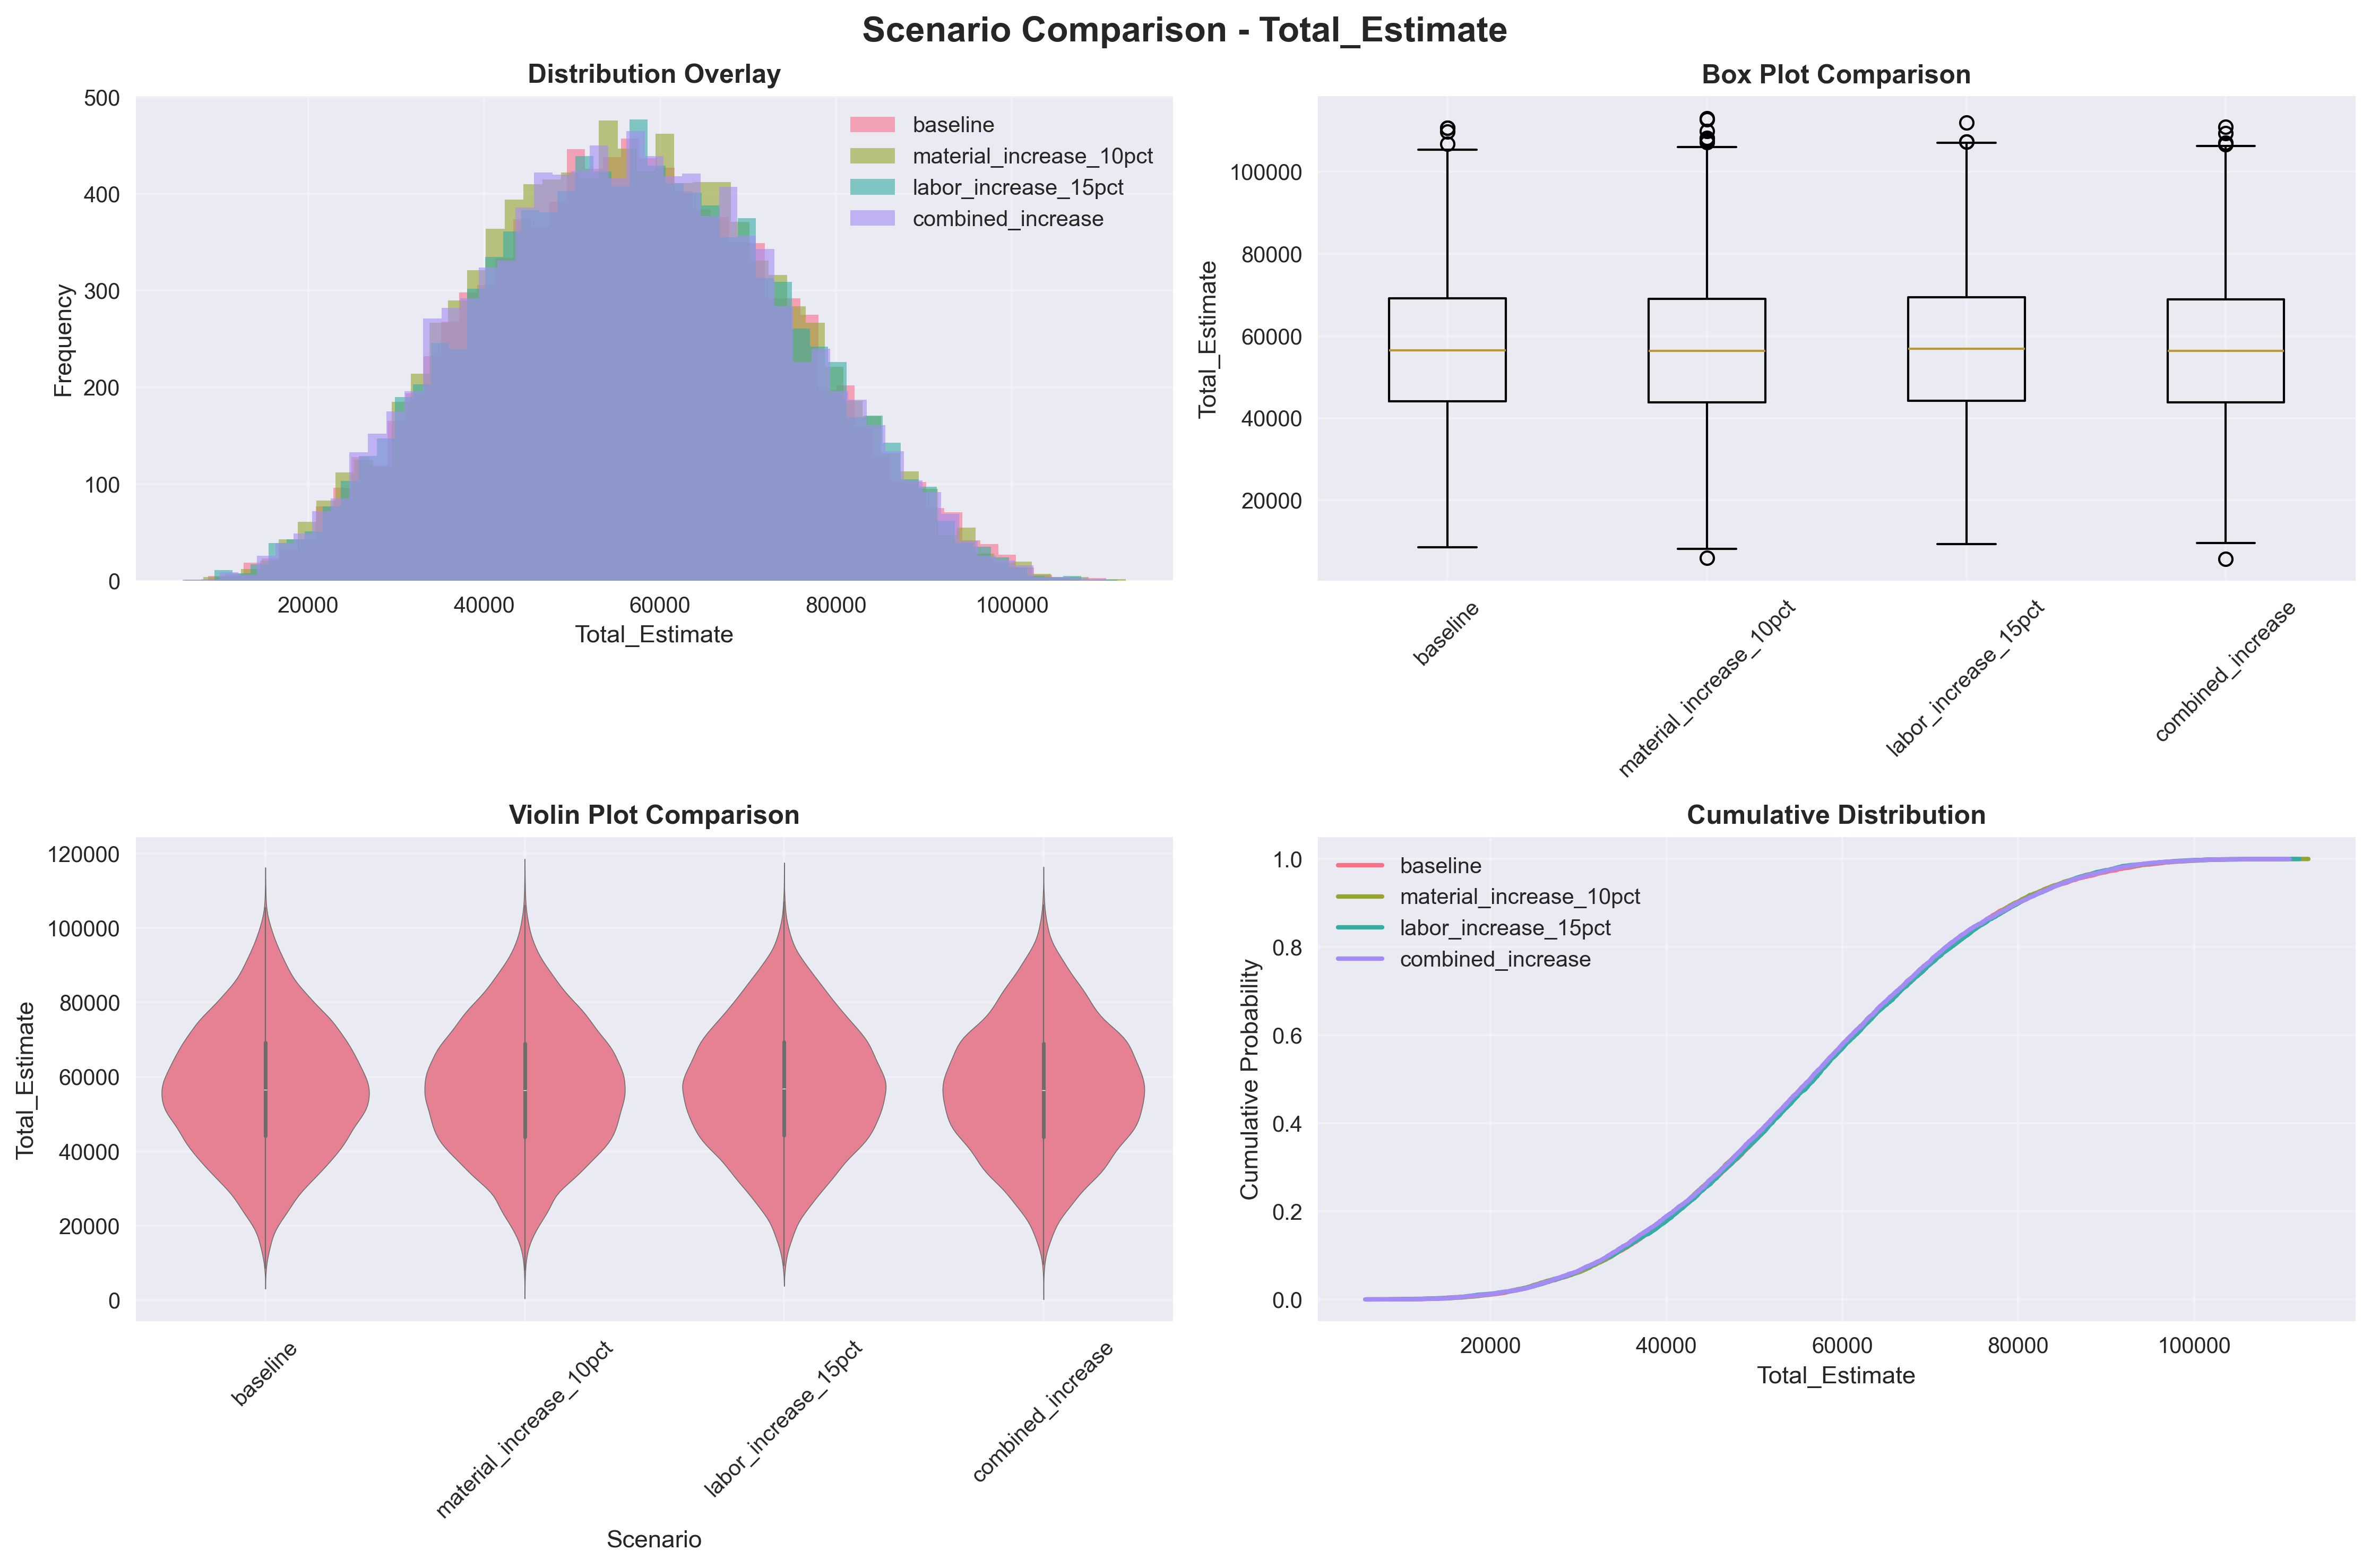 Scenario Comparison - Total_Estimate
Distribution Overlay
500
400
300
200
100
0
Frequency
baseline
material_increase_10pct
labor_increase_15pct
combined_increase
20000 40000 60000 80000 100000
Total_Estimate
Box Plot Comparison
100000
80000
60000
40000
20000
Total_Estimate
baseline
material_increase_10pct
labor_increase_15pct
combined_increase
Violin Plot Comparison
120000
100000
80000
60000
40000
20000
0
Total_Estimate
baseline
material_increase_10pct
labor_increase_15pct
combined_increase
Scenario
Cumulative Distribution
1.0
0.8
0.6
0.4
0.2
0.0
Cumulative Probability
baseline
material_increase_10pct
labor_increase_15pct
combined_increase
20000 40000 60000 80000 100000
Total_Estimate